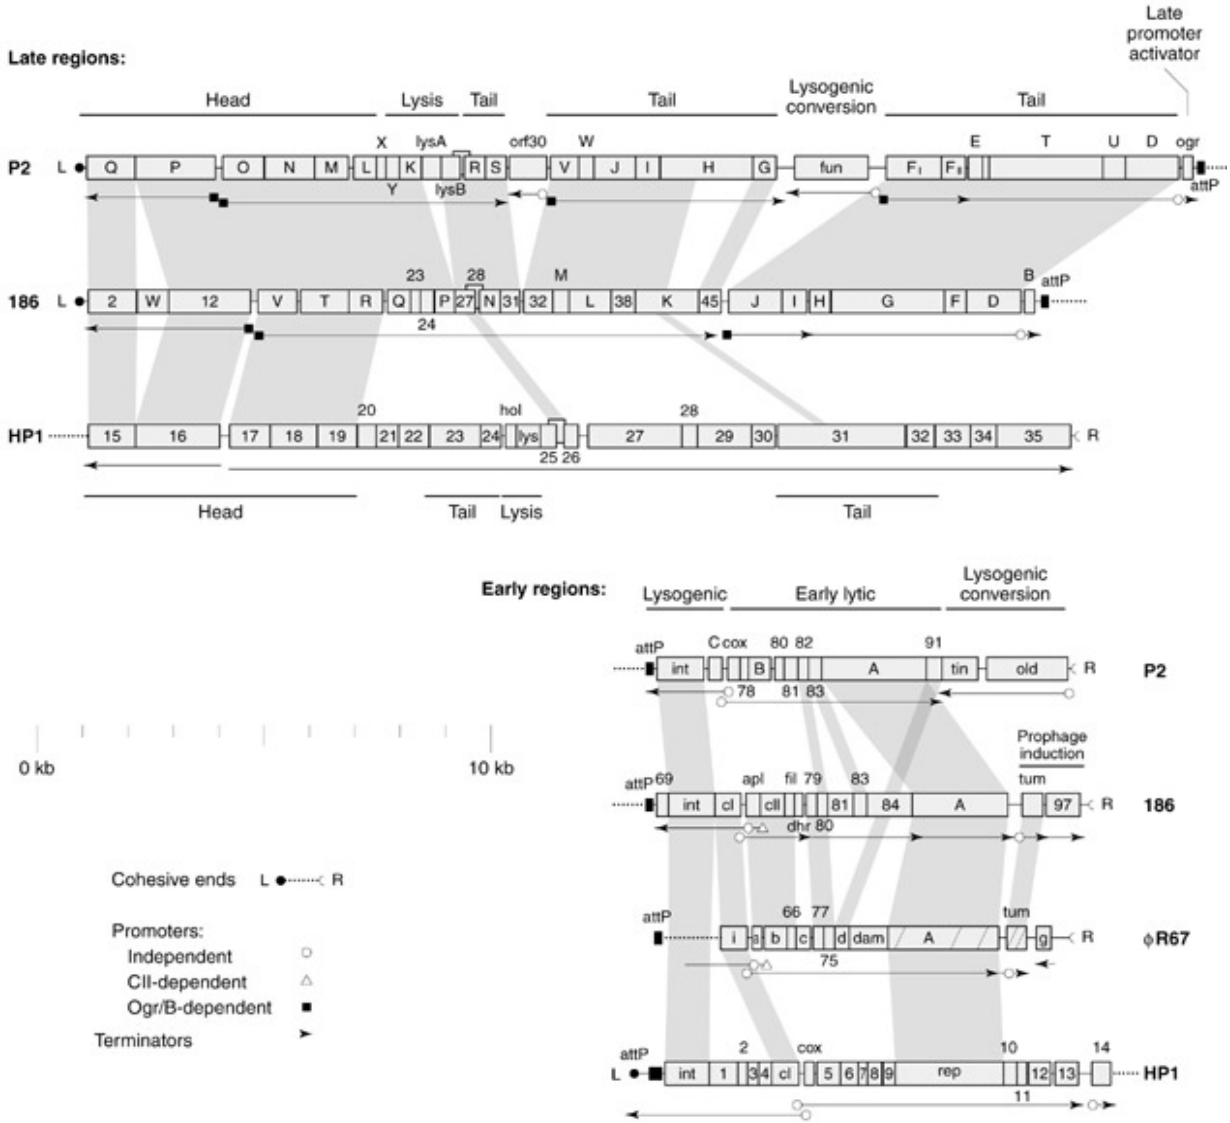 Late
promoter
activator
Late regions:
Head Lysis Tail Tail Lysogenic
conversion Tail
X lysA orf30 W E T U D ogr
P2 L Q P O N M L K R S V J I H G fun F I F II
Y lysB attP
23 28 M B attP
186 L 2 W 12 V T R Q P 27 N 31 32 L 38 K 45 J I H G F D
24
20 hol 28
HP1 15 16 17 18 19 21 22 23 24 lys 27 29 30 31 32 33 34 35 R
25 26
Head Tail Lysis Tail
Early regions:
Lysogenic Early lytic Lysogenic
conversion
attP C cox 80 82 91
int B A tin old R P2
78 81 83
0 kb 10 kb
Prophage
induction
attP 69 apl fil 79 83 tum
int cI cII 81 84 A 97 R 186
dhr 80
Cohesive ends L R
Promoters:
Independent
CII-dependent
Ogr/B-dependent
Terminators
attP 66 77 tum
i a b c d dam A g R ϕR67
75
attP 2 cox 10 14
L int 1 3 4 cI 5 6 7 8 9 rep 12 13 HP1
11